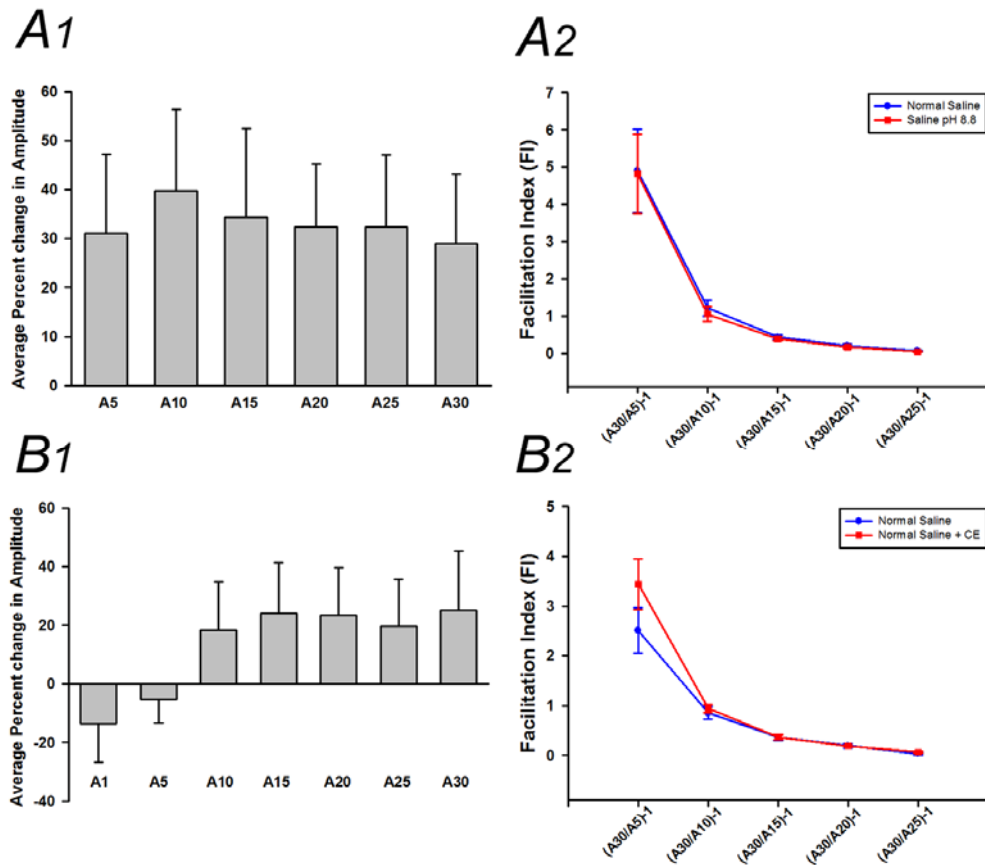 A1
Average Percent change in Amplitude
60
50
40
30
20
10
0
A5 A10 A15 A20 A25 A30
A2
Facilitation Index (FI)
7
6
5
4
3
2
1
0
Normal Saline
Saline pH 8.8
(A30/A5)-1
(A30/A10)-1
(A30/A15)-1
(A30/A20)-1
(A30/A25)-1
B1
Average Percent change in Amplitude
60
40
20
0
-20
-40
A1 A5 A10 A15 A20 A25 A30
B2
Facilitation Index (FI)
5
4
3
2
1
0
Normal Saline
Normal Saline + CE
(A30/A5)-1
(A30/A10)-1
(A30/A15)-1
(A30/A20)-1
(A30/A25)-1